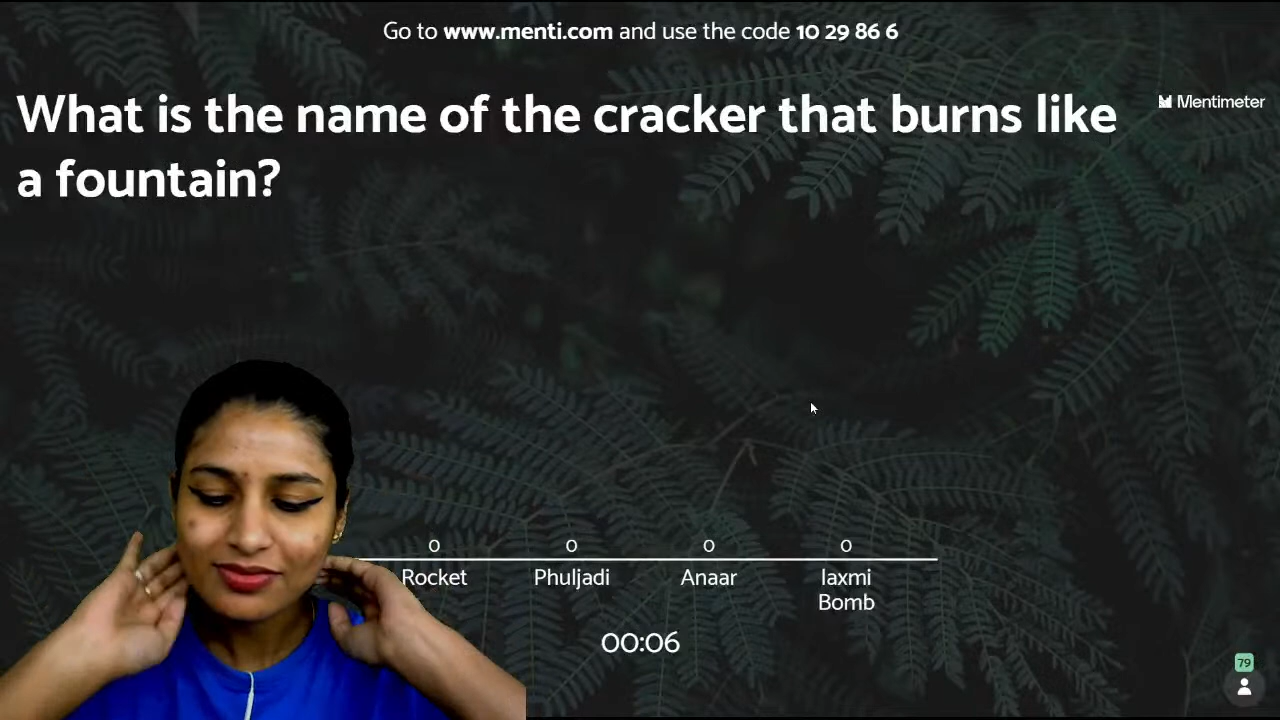 Go to www.menti.com and use the code 10 29 86 6
What is the name of the cracker that burns like
a fountain?
Mentimeter
0 0 0 0
Rocket Phuljadi Anaar laxmi
Bomb
00:06
79